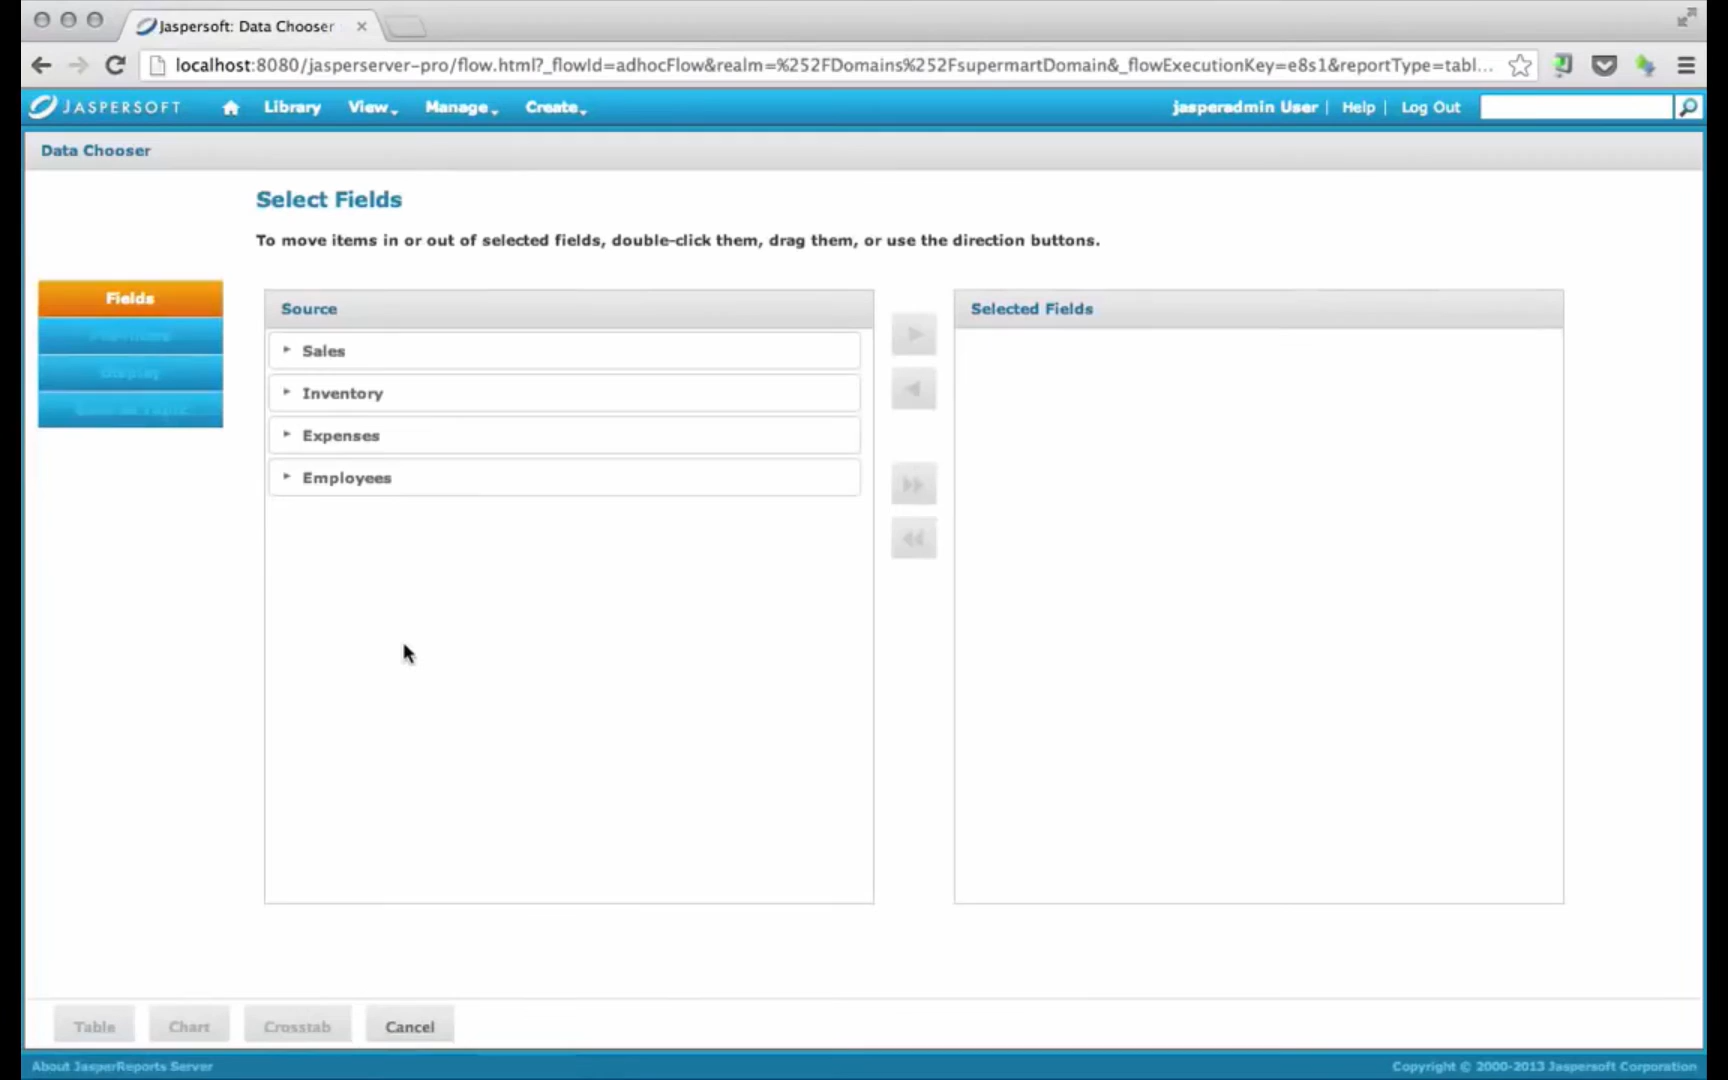 Jaspersoft: Data Chooser
localhost:8080/jasperserver-pro/flow.html?_flowId=adhocFlow&realm=%252FDomains%252FsupermartDomain&_flowExecutionKey=e8s1&reportType=tabl...
JASPERSOFT Library View Manage Create jasperadmin User | Help | Log Out
Data Chooser
Select Fields
To move items in or out of selected fields, double-click them, drag them, or use the direction buttons.
Fields
Source
Selected Fields
Sales
Inventory
Expenses
Employees
Table Chart Crosstab Cancel
About JasperReports Server
Copyright © 2000-2013 Jaspersoft Corporation